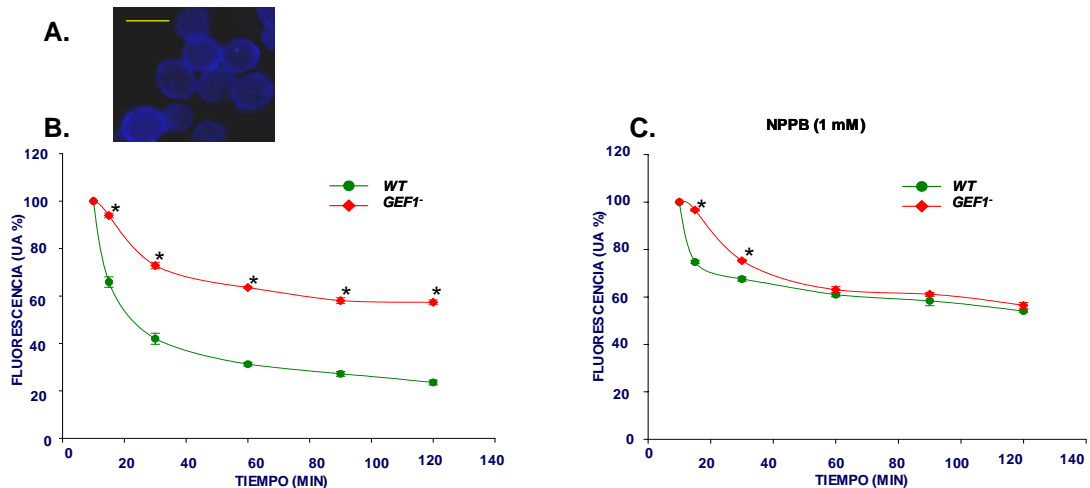 A.
B.
120
100
80
60
40
20
0
FLUORESCENCIA (UA %)
WT
GEF1-
*
*
*
*
*
0 20 40 60 80 100 120 140
TIEMPO (MIN)
C.
NPPB (1 mM)
120
100
80
60
40
20
0
FLUORESCENCIA (UA %)
WT
GEF1-
*
*
0 20 40 60 80 100 120 140
TIEMPO (MIN)